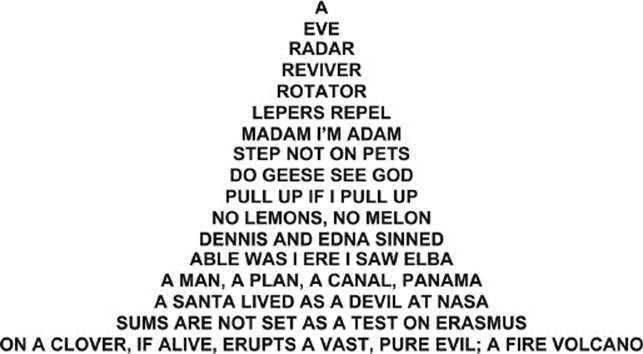 A
EVE
RADAR
REVIVER
ROTATOR
LEPERS REPEL
MADAM I'M ADAM
STEP NOT ON PETS
DO GEESE SEE GOD
PULL UP IF I PULL UP
NO LEMONS, NO MELON
DENNIS AND EDNA SINNED
ABLE WAS I ERE I SAW ELBA
A MAN, A PLAN, A CANAL, PANAMA
A SANTA LIVED AS A DEVIL AT NASA
SUMS ARE NOT SET AS A TEST ON ERASMUS
ON A CLOVER, IF ALIVE, ERUPTS A VAST, PURE EVIL; A FIRE VOLCANO